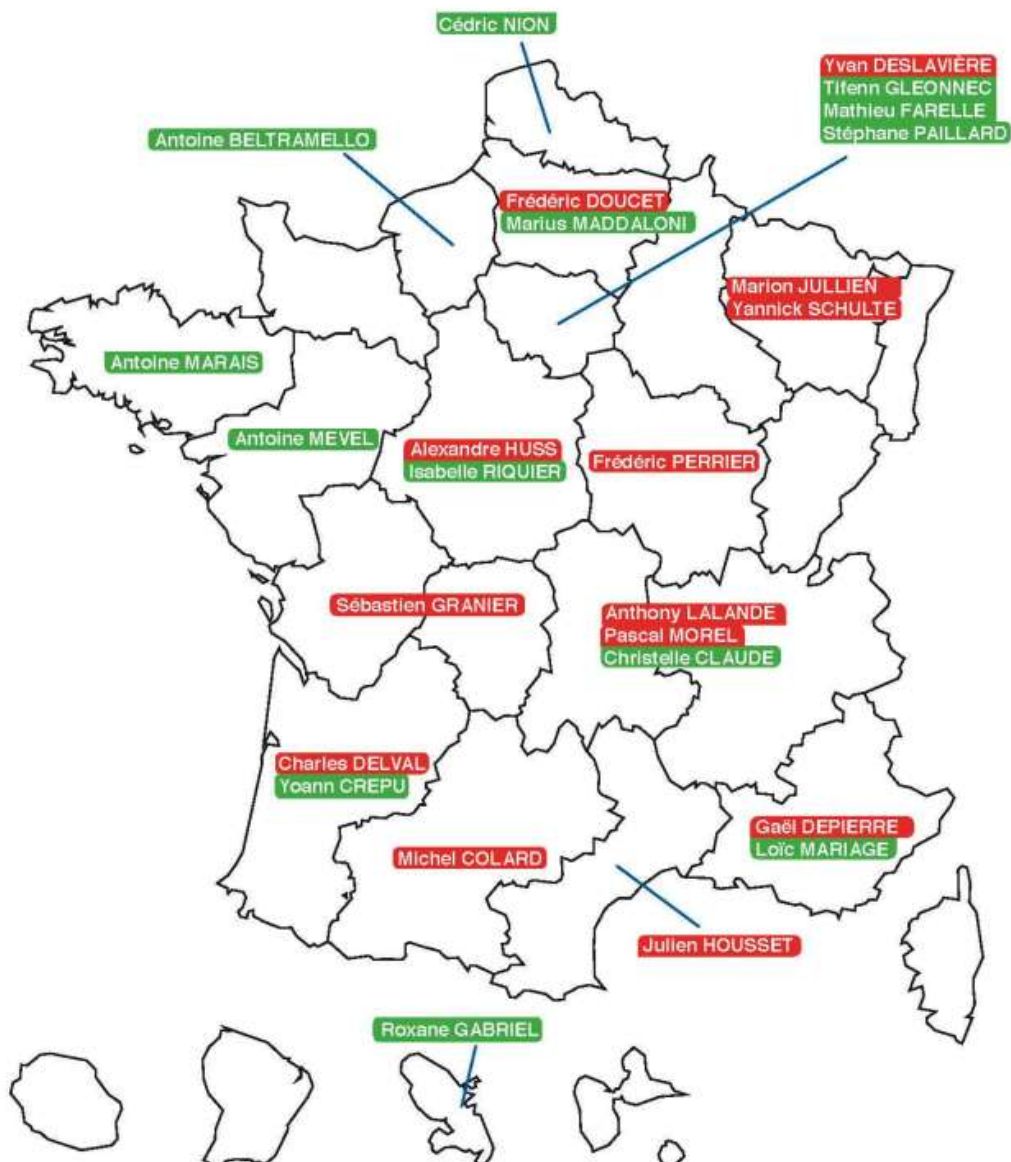 Cédric NION
Yvan DESLAVIÈRE
Tifenn GLEONNEC
Mathieu FARELLE
Stéphane PAILLARD
Antoine BELTRAMELLO
Frédéric DOUCET
Marius MADDALONI
Marion JULLIEN
Yannick SCHULTE
Antoine MARAIS
Antoine MEVEL
Alexandre HUSS
Isabelle RIQUIER
Frédéric PERRIER
Sébastien GRANIER
Anthony LALANDE
Pascal MOREL
Christelle CLAUDE
Charles DELVAL
Yoann CREPU
Gaël DEPIERRE
Loïc MARIAGE
Michel COLARD
Julien HOUSSET
Roxane GABRIEL